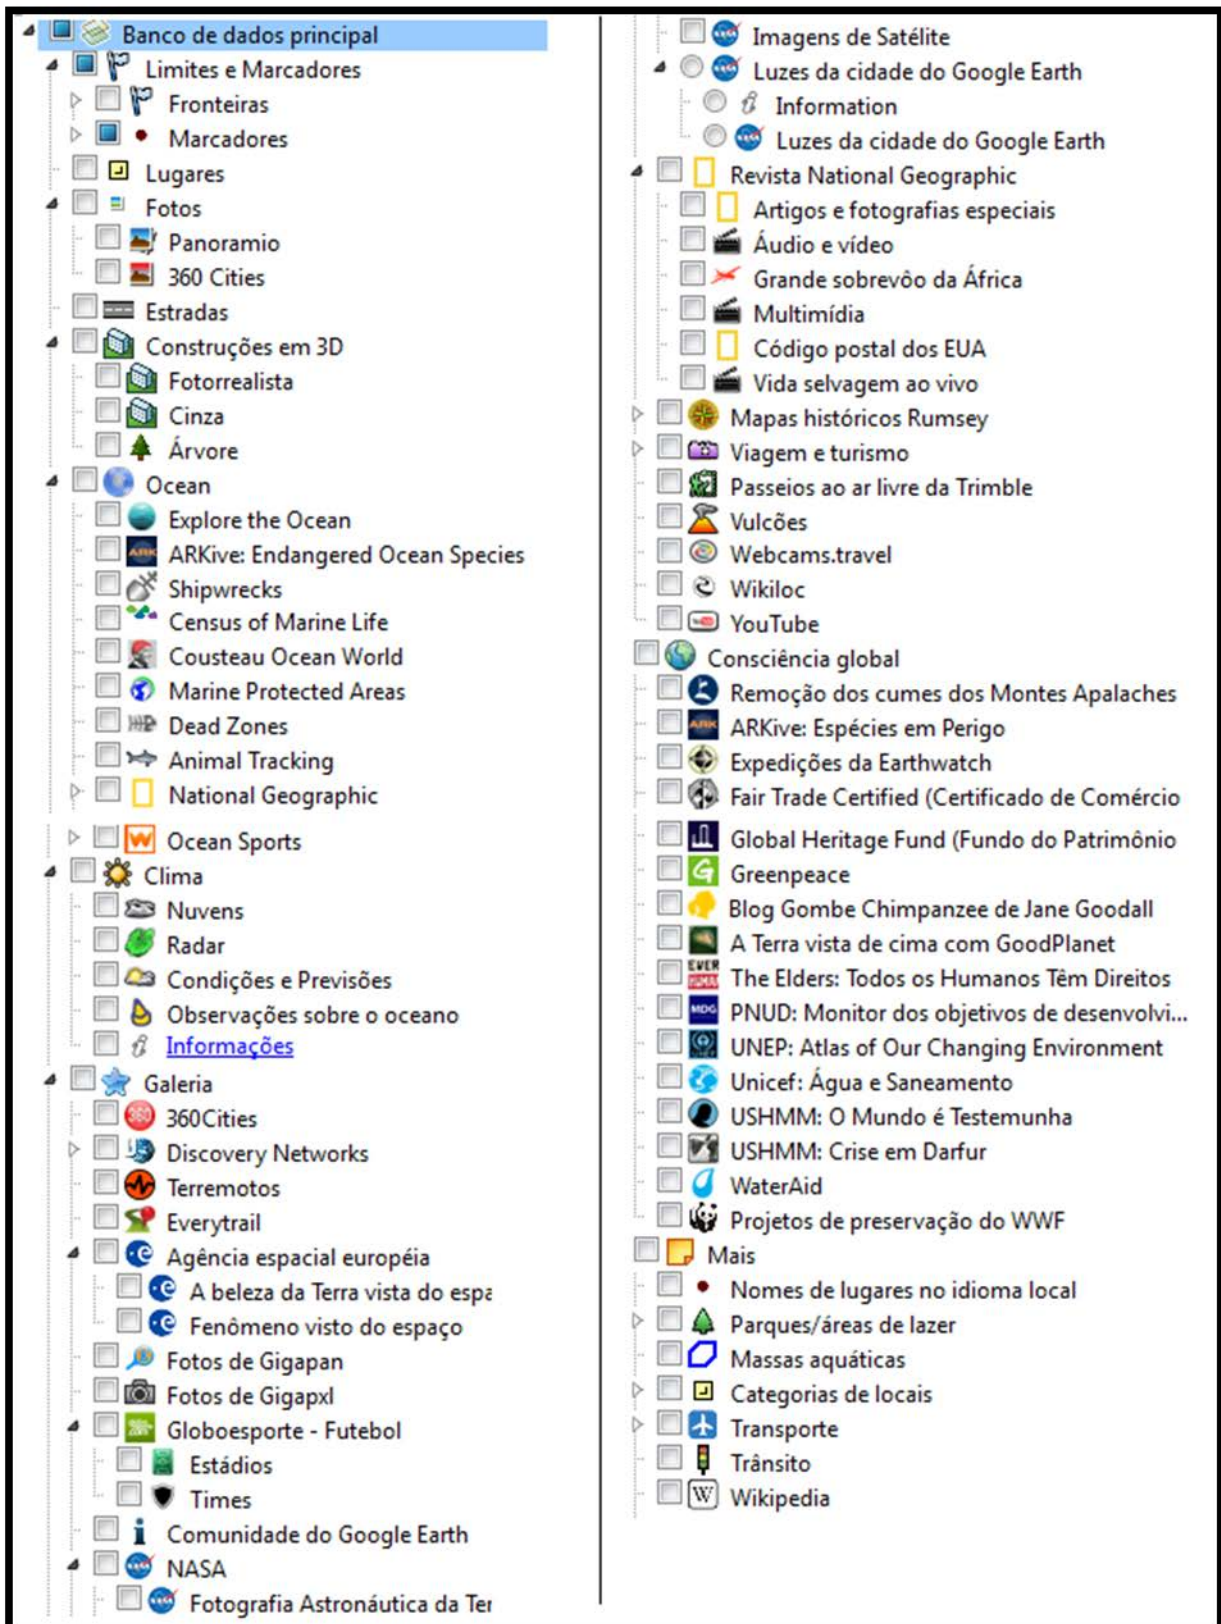 Banco de dados principal
Limites e Marcadores
Fronteiras
Marcadores
Lugares
Fotos
Panoramio
360 Cities
Estradas
Construções em 3D
Fotorrealista
Cinza
Árvore
Ocean
Explore the Ocean
ARKive: Endangered Ocean Species
Shipwrecks
Census of Marine Life
Cousteau Ocean World
Marine Protected Areas
Dead Zones
Animal Tracking
National Geographic
Ocean Sports
Clima
Nuvens
Radar
Condições e Previsões
Observações sobre o oceano
Informações
Galeria
360Cities
Discovery Networks
Terremotos
Everytrail
Agência espacial européia
A beleza da Terra vista do espa
Fenômeno visto do espaço
Fotos de Gigapan
Fotos de Gigapxl
Globoesporte - Futebol
Estádios
Times
Comunidade do Google Earth
NASA
Fotografia Astronáutica da Ter
Imagens de Satélite
Luzes da cidade do Google Earth
Information
Luzes da cidade do Google Earth
Revista National Geographic
Artigos e fotografias especiais
Áudio e vídeo
Grande sobrevôo da África
Multimídia
Código postal dos EUA
Vida selvagem ao vivo
Mapas históricos Rumsey
Viagem e turismo
Passeios ao ar livre da Trimble
Vulcões
Webcams.travel
Wikiloc
YouTube
Consciência global
Remoção dos cumes dos Montes Apalaches
ARKive: Espécies em Perigo
Expedições da Earthwatch
Fair Trade Certified (Certificado de Comércio
Global Heritage Fund (Fundo do Patrimônio
Greenpeace
Blog Gombe Chimpanzee de Jane Goodall
A Terra vista de cima com GoodPlanet
The Elders: Todos os Humanos Têm Direitos
PNUD: Monitor dos objetivos de desenvolvi...
UNEP: Atlas of Our Changing Environment
Unicef: Água e Saneamento
USHMM: O Mundo é Testemunha
USHMM: Crise em Darfur
WaterAid
Projetos de preservação do WWF
Mais
Nomes de lugares no idioma local
Parques/áreas de lazer
Massas aquáticas
Categorias de locais
Transporte
Trânsito
Wikipedia